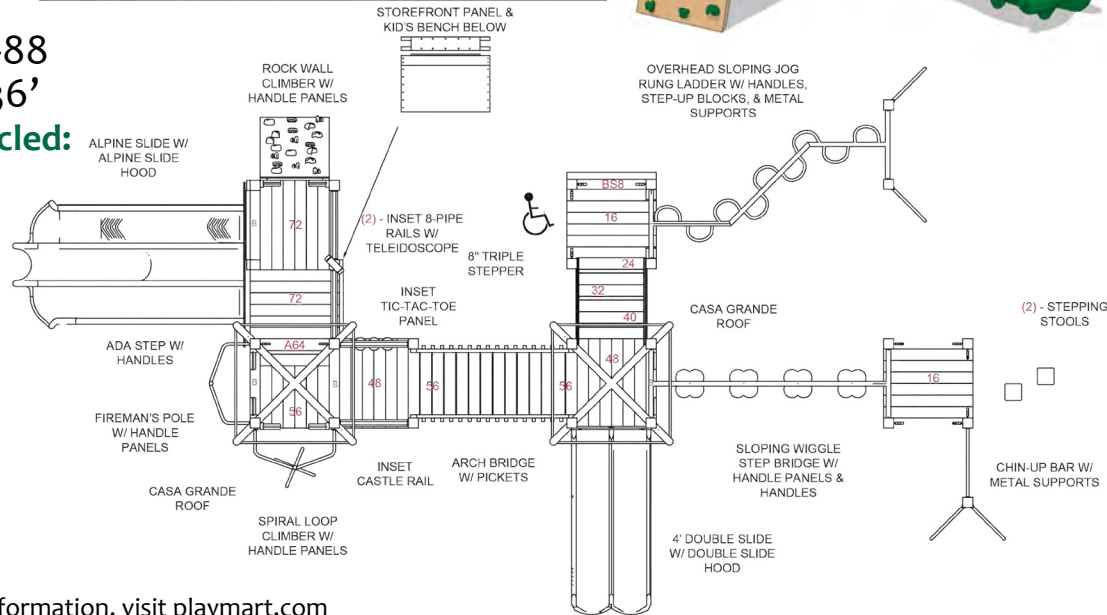 -88
36’
cled:
STOREFRONT PANEL &
KID'S BENCH BELOW
ROCK WALL
CLIMBER W/
HANDLE PANELS
OVERHEAD SLOPING JOG
RUNG LADDER W/ HANDLES,
STEP-UP BLOCKS, & METAL
SUPPORTS
ALPINE SLIDE W/
ALPINE SLIDE
HOOD
72
B
(2) - INSET 8-PIPE
RAILS W/
TELEIDOSCOPE
8" TRIPLE
STEPPER
BS8
16
24
32
40
72
INSET
TIC-TAC-TOE
PANEL
CASA GRANDE
ROOF
(2) - STEPPING
STOOLS
ADA STEP W/
HANDLES
A64
B
B
56
48
56
56
48
B
16
FIREMAN'S POLE
W/ HANDLE
PANELS
CASA GRANDE
ROOF
SPIRAL LOOP
CLIMBER W/
HANDLE PANELS
INSET
CASTLE RAIL
ARCH BRIDGE
W/ PICKETS
SLOPING WIGGLE
STEP BRIDGE W/
HANDLE PANELS &
HANDLES
CHIN-UP BAR W/
METAL SUPPORTS
4' DOUBLE SLIDE
W/ DOUBLE SLIDE
HOOD
formation, visit playmart.com